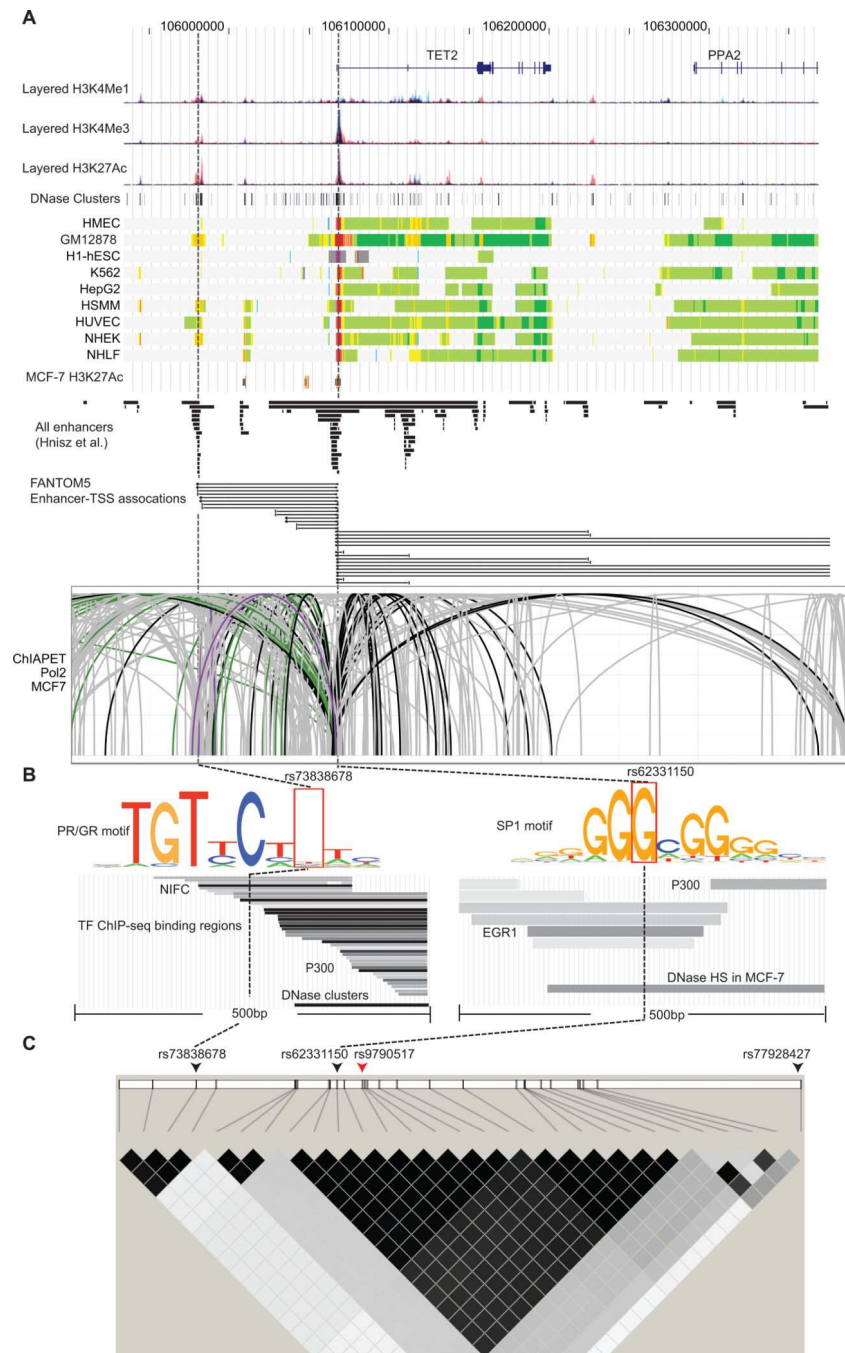 A
106000000 106100000 106200000 106300000
TET2 PPA2
Layered H3K4Me1
Layered H3K4Me3
Layered H3K27Ac
DNase Clusters
HMEC
GM12878
H1-hESC
K562
HepG2
HSMM
HUVEC
NHEK
NHLF
MCF-7 H3K27Ac
All enhancers
(Hnisz et al.)
FANTOM5
Enhancer-TSS assocations
ChIAPET
Pol2
MCF7
B
rs73838678 rs62331150
PR/GR motif
SP1 motif
NIFC
P300
TF ChIP-seq binding regions
EGR1
P300
DNase HS in MCF-7
DNase clusters
500bp 500bp
C
rs73838678 rs62331150 rs9790517 rs77928427